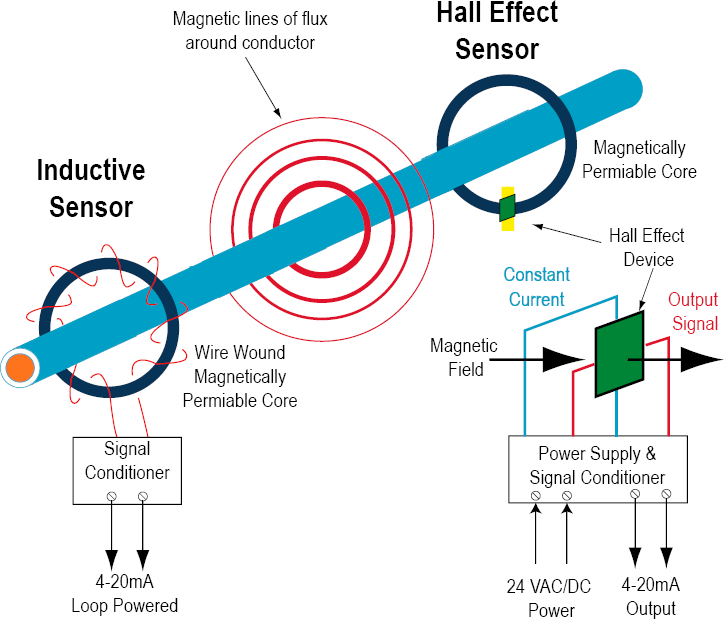 Magnetic lines of flux
around conductor
Hall Effect
Sensor
Magnetically
Permiable Core
Inductive
Sensor
Hall Effect
Device
Constant
Current
Output
Signal
Magnetic
Field
Wire Wound
Magnetically
Permiable Core
Signal
Conditioner
Power Supply &
Signal Conditioner
4-20mA
Loop Powered
24 VAC/DC
Power
4-20mA
Output